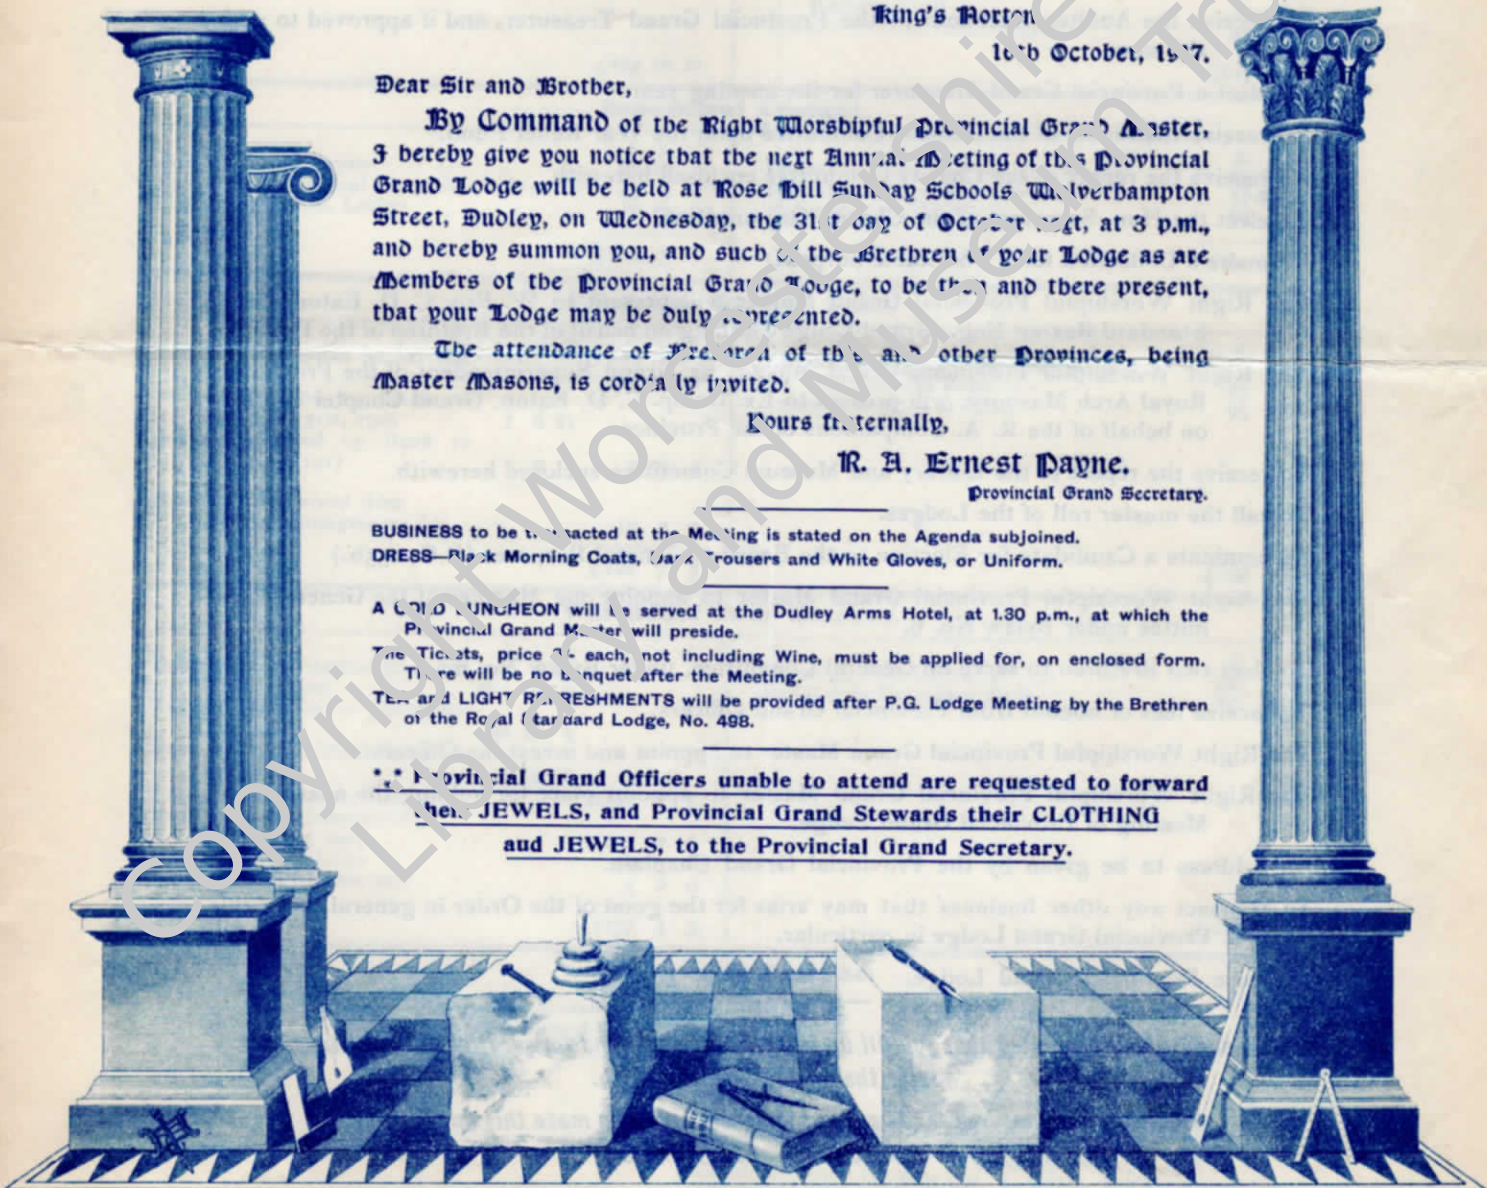 King's Norton
October,
Dear Sir and Brother,
By Command of the Right Worshipful Provincial Grand Master,
I hereby give you notice that the next Annual Meeting of this Provincial
Grand Lodge will be held at Rose Hill Sunday Schools, Wolverhampton
Street, Dudley, on Wednesday, the 31st day of October next, at 3 p.m.,
and hereby summon you, and such of the Brethren of your Lodge as are
Members of the Provincial Grand Lodge, to be then and there present,
that your Lodge may be duly represented.
The attendance of Brethren of this and other Provinces, being
Master Masons, is cordially invited.
Yours fraternally,
R. A. Ernest Payne.
Provincial Grand Secretary.
BUSINESS to be transacted at the Meeting is stated on the Agenda subjoined.
DRESS—Black Morning Coats, Dark Trousers and White Gloves, or Uniform.
A COLD LUNCHEON will be served at the Dudley Arms Hotel, at 1.30 p.m., at which the
Provincial Grand Master will preside.
The Tickets, price each, not including Wine, must be applied for, on enclosed form.
There will be no banquet after the Meeting.
TEA and LIGHT REFRESHMENTS will be provided after P.G. Lodge Meeting by the Brethren
of the Royal Standard Lodge, No. 498.
*** Provincial Grand Officers unable to attend are requested to forward
their JEWELS, and Provincial Grand Stewards their CLOTHING
aud JEWELS, to the Provincial Grand Secretary.
Copyright Worcestershire
Library and Museum Tru